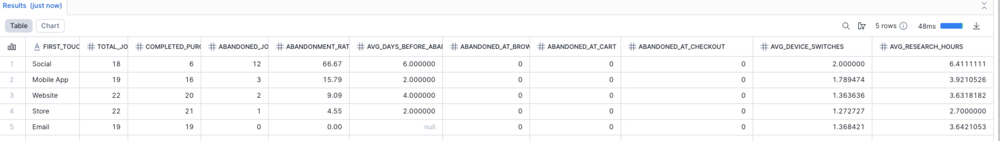 Results (just now)
Table Chart 5 rows 48ms
FIRST_TOUC TOTAL_JO COMPLETED_PURC ABANDONED_JO ABANDONMENT_RAT AVG_DAYS_BEFORE_ABAN ABANDONED_AT_BROW ABANDONED_AT_CART ABANDONED_AT_CHECKOUT AVG_DEVICE_SWITCHES AVG_RESEARCH_HOURS
1 Social 18 6 12 66.67 6.000000 0 0 0 2.000000 6.4111111
2 Mobile App 19 16 3 15.79 2.000000 0 0 0 1.789474 3.9210526
3 Website 22 20 2 9.09 4.000000 0 0 0 1.363636 3.6318182
4 Store 22 21 1 4.55 2.000000 0 0 0 1.272727 2.7000000
5 Email 19 19 0 0.00 null 0 0 0 1.368421 3.6421053